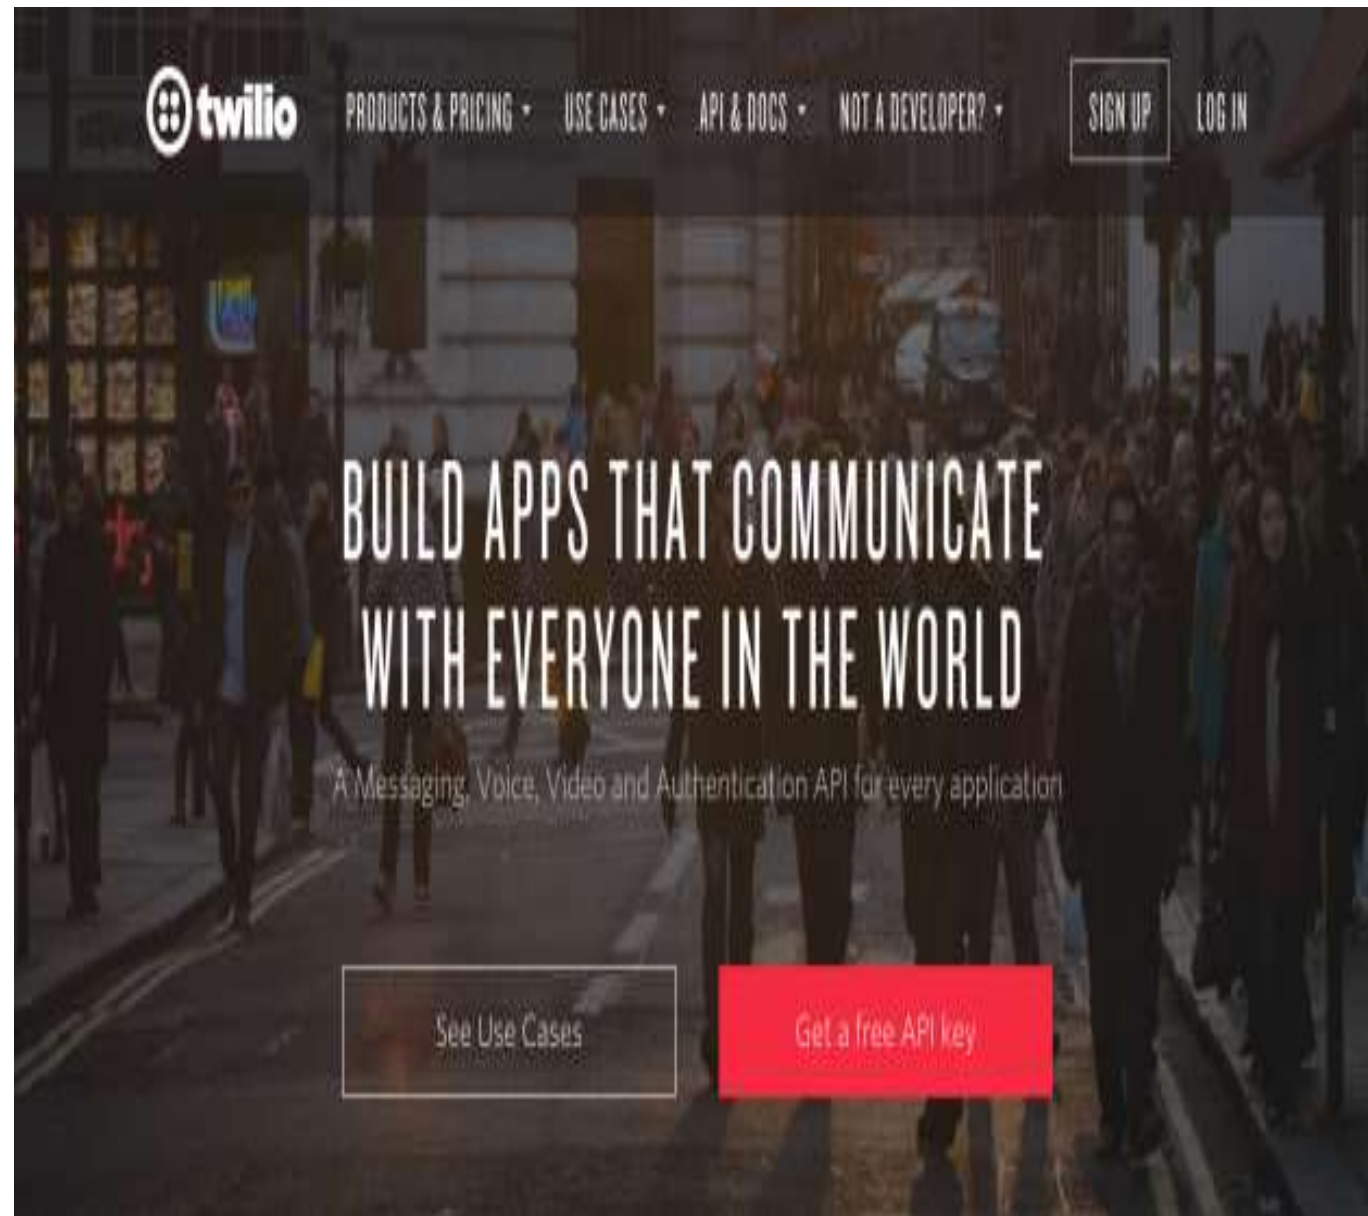 twilio
PRODUCTS & PRICING
USE CASES
API & DOCS
NOT A DEVELOPER?
SIGN UP
LOG IN
BUILD APPS THAT COMMUNICATE
WITH EVERYONE IN THE WORLD
A Messaging, Voice, Video and Authentication API for every application
See Use Cases
Get a free API key